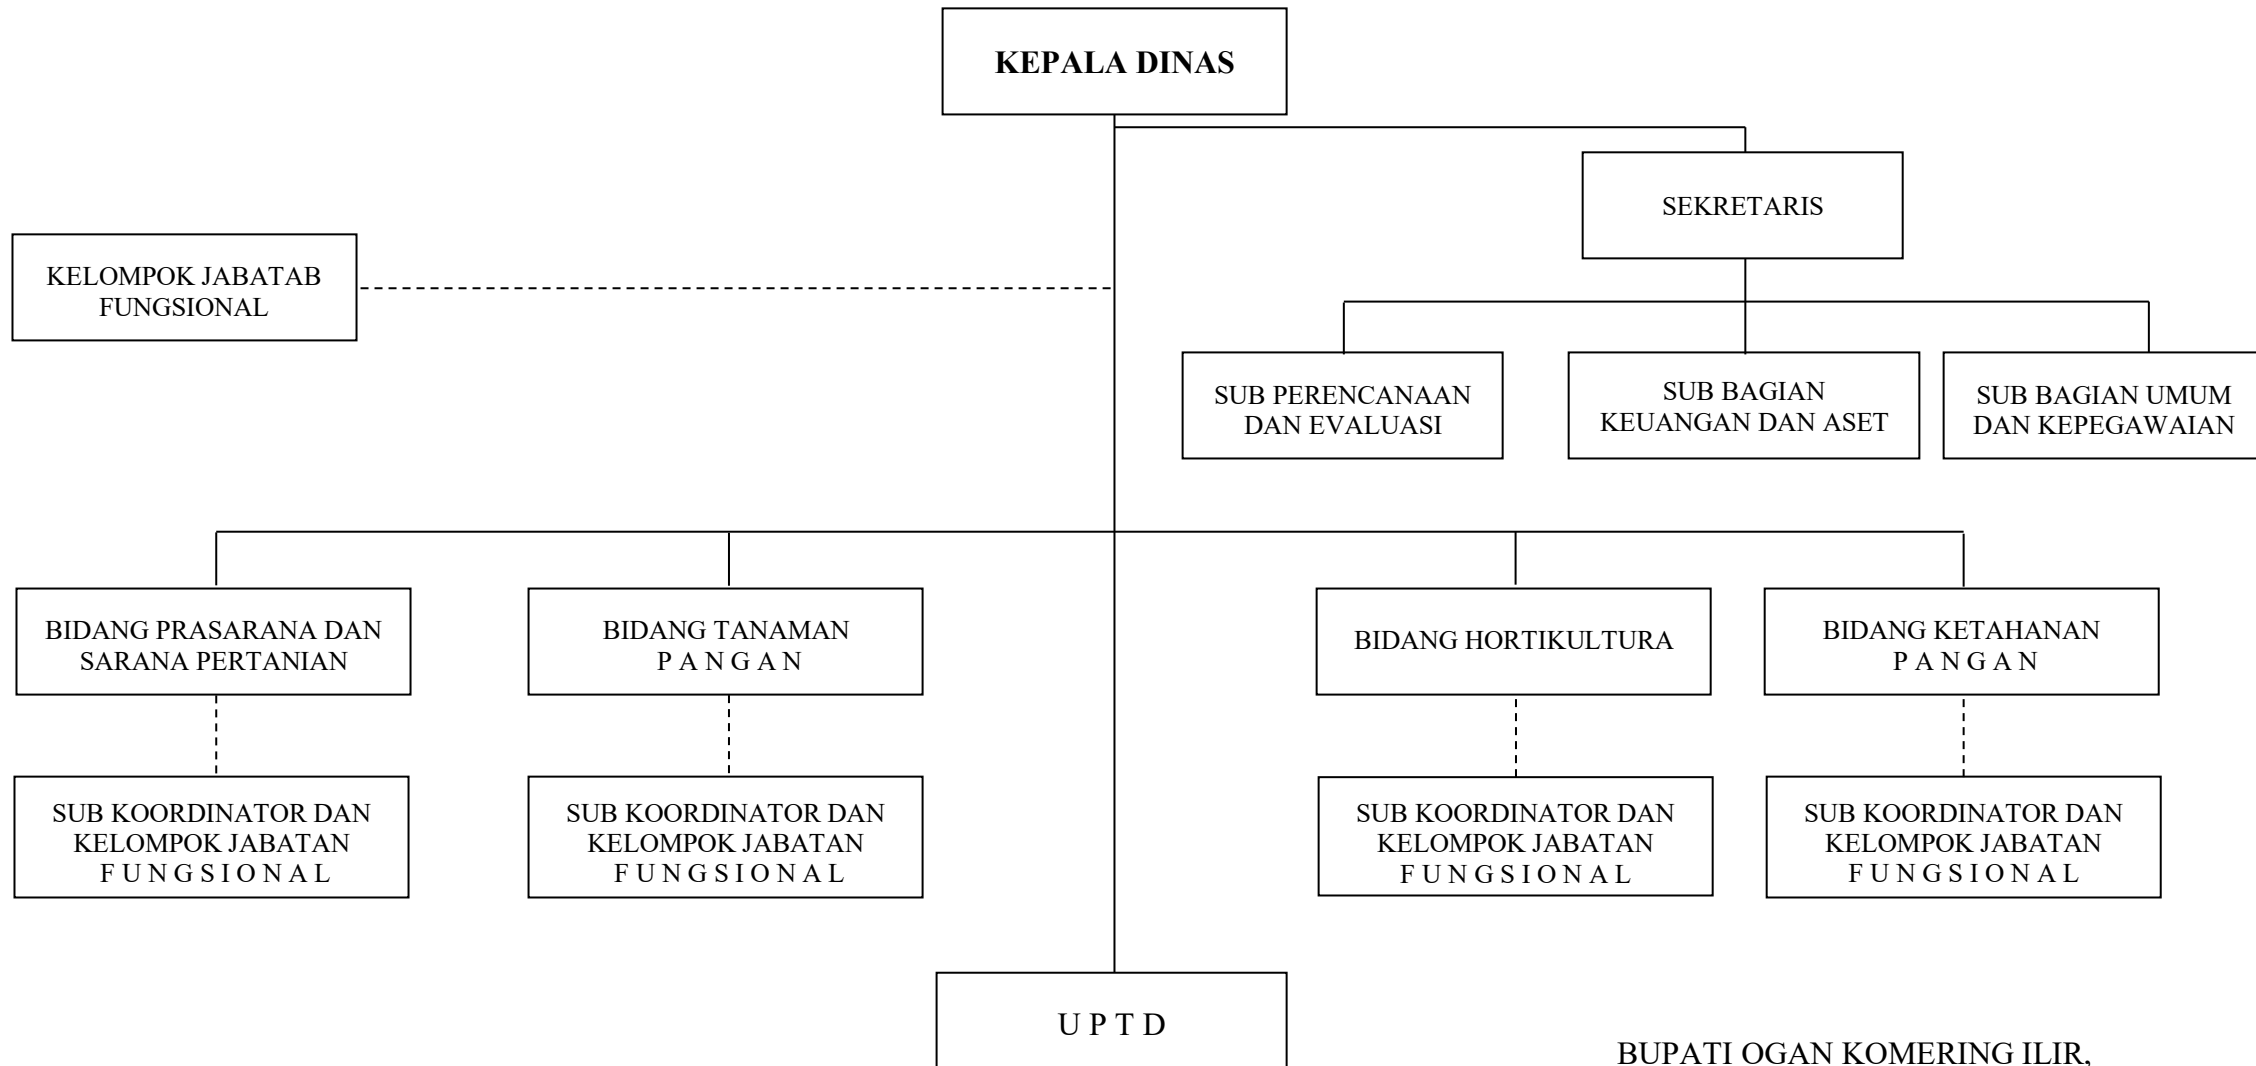 KEPALA DINAS
SEKRETARIS
KELOMPOK JABATAB
FUNGSIONAL
SUB PERENCANAAN
DAN EVALUASI
SUB BAGIAN
KEUANGAN DAN ASET
SUB BAGIAN UMUM
DAN KEPEGAWAIAN
BIDANG PRASARANA DAN
SARANA PERTANIAN
BIDANG TANAMAN
P A N G A N
BIDANG HORTIKULTURA
BIDANG KETAHANAN
P A N G A N
SUB KOORDINATOR DAN
KELOMPOK JABATAN
F U N G S I O N A L
SUB KOORDINATOR DAN
KELOMPOK JABATAN
F U N G S I O N A L
SUB KOORDINATOR DAN
KELOMPOK JABATAN
F U N G S I O N A L
SUB KOORDINATOR DAN
KELOMPOK JABATAN
F U N G S I O N A L
U P T D
BUPATI OGAN KOMERING ILIR,